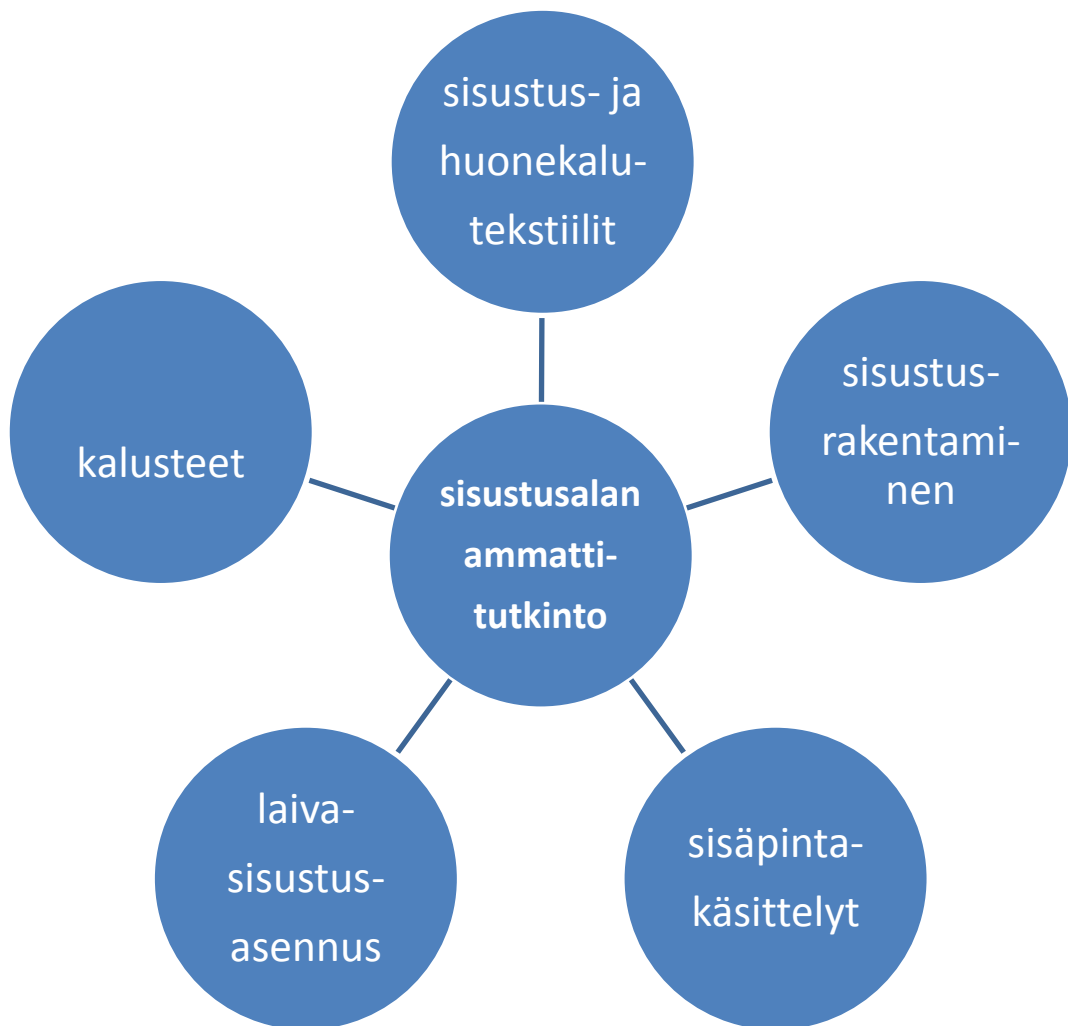 sisustus- ja
huonekalu-
tekstiilit
sisustus-
rakentami-
nen
kalusteet
sisustusalan
ammatti-
tutkinto
laiva-
sisustus-
asennus
sisäpinta-
käsittelyt